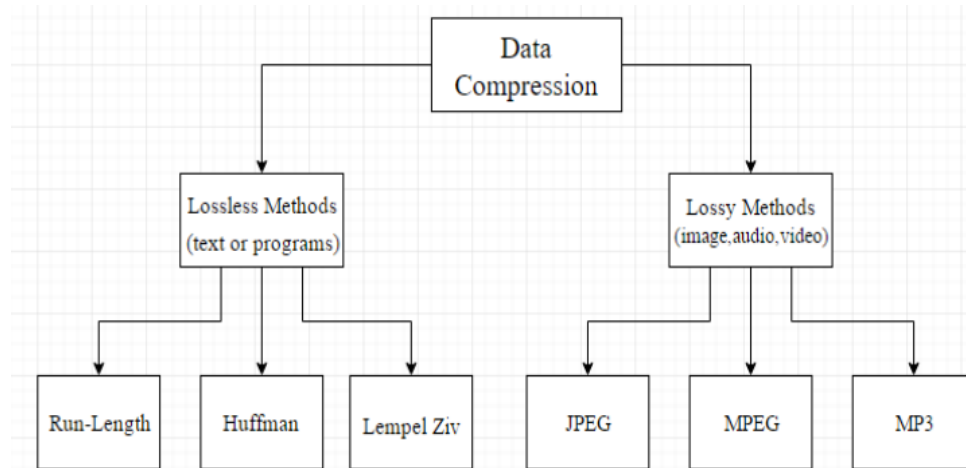 Data
Compression
Lossless Methods
(text or programs)
Lossy Methods
(image,audio,video)
Run-Length
Huffman
Lempel Ziv
JPEG
MPEG
MP3